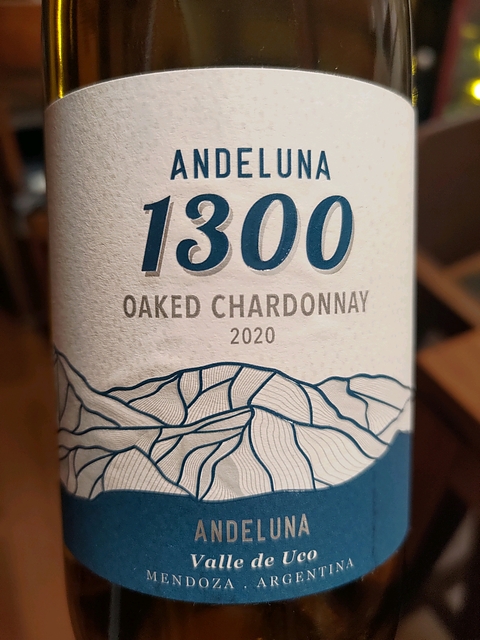 ANDELUNA
1300
OAKED CHARDONNAY
2020
ANDELUNA
Valle de Uco
MENDOZA . ARGENTINA